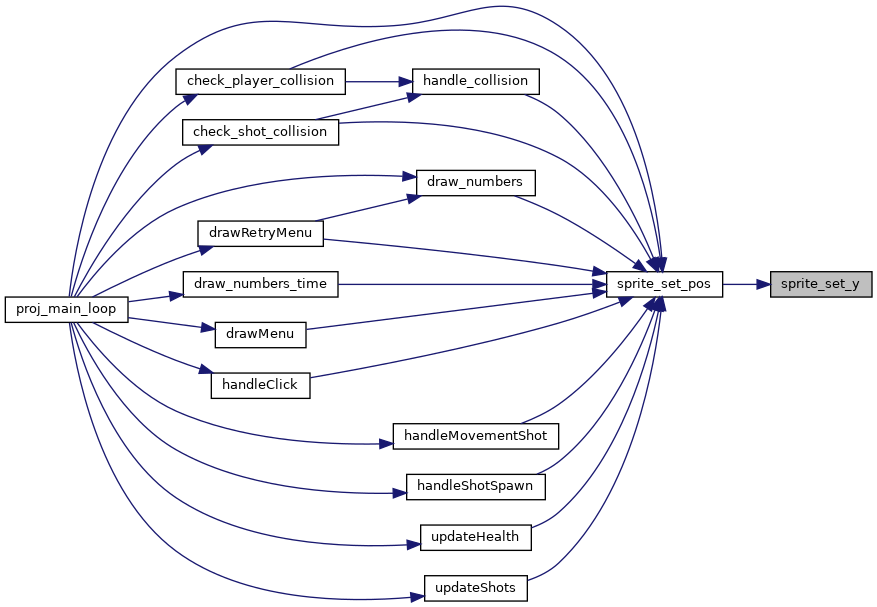 check_player_collision
handle_collision
check_shot_collision
draw_numbers
drawRetryMenu
draw_numbers_time
sprite_set_pos
sprite_set_y
proj_main_loop
drawMenu
handleClick
handleMovementShot
handleShotSpawn
updateHealth
updateShots